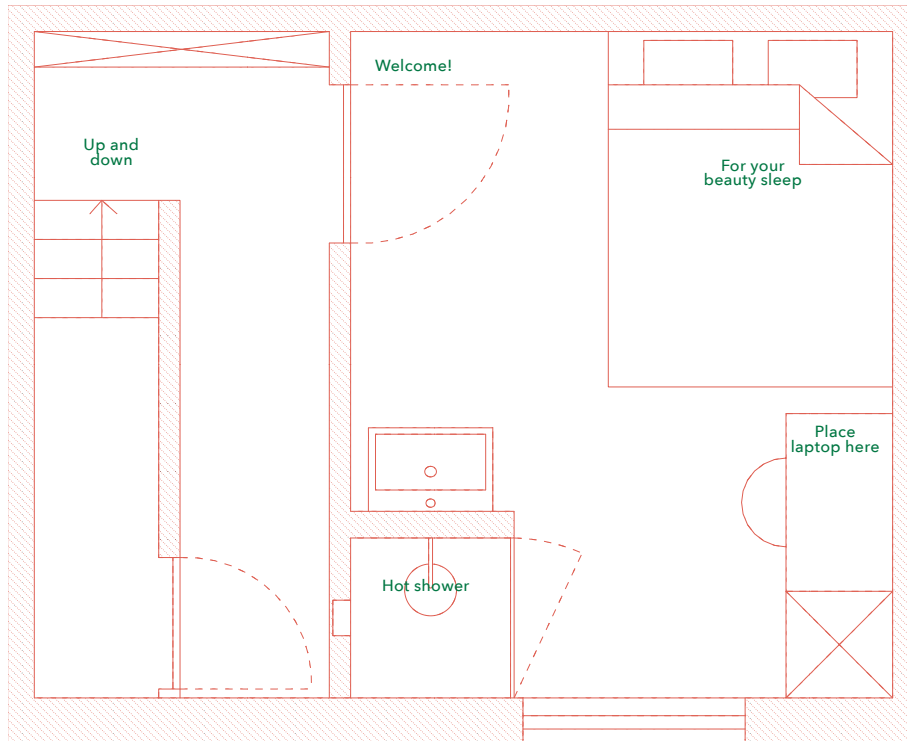 Welcome!
Up and
down
For your
beauty sleep
Place
laptop here
Hot shower